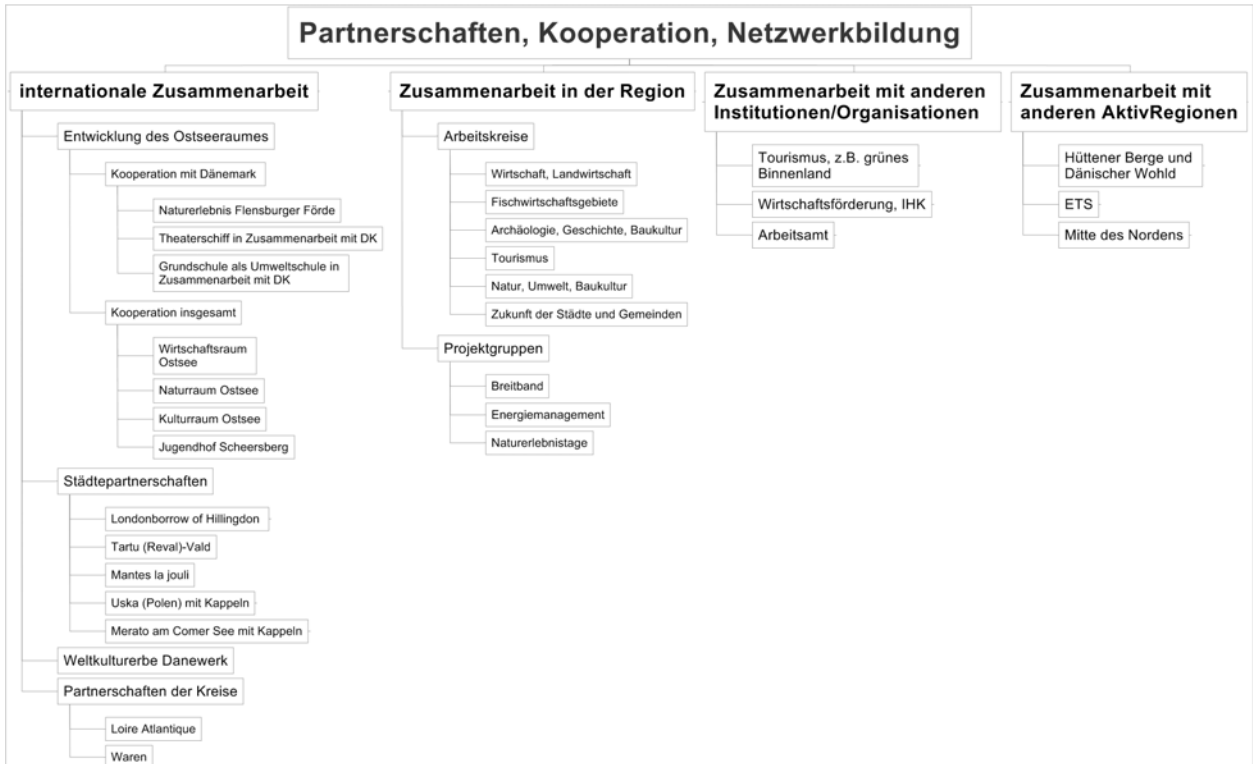 Partnerschaften, Kooperation, Netzwerkbildung
internationale Zusammenarbeit
Entwicklung des Ostseeraumes
Kooperation mit Dänemark
Naturerlebnis Flensburger Förde
Theaterschiff in Zusammenarbeit mit DK
Grundschule als Umweltschule in
Zusammenarbeit mit DK
Kooperation insgesamt
Wirtschaftsraum
Ostsee
Naturraum Ostsee
Kulturraum Ostsee
Jugendhof Scheersberg
Städtepartnerschaften
Londonborrow of Hillingdon
Tartu (Reval)-Vald
Mantes la jouli
Uska (Polen) mit Kappeln
Merato am Comer See mit Kappeln
Weltkulturerbe Danewerk
Partnerschaften der Kreise
Loire Atlantique
Waren
Zusammenarbeit in der Region
Arbeitskreise
Wirtschaft, Landwirtschaft
Fischwirtschaftsgebiete
Archäologie, Geschichte, Baukultur
Tourismus
Natur, Umwelt, Baukultur
Zukunft der Städte und Gemeinden
Projektgruppen
Breitband
Energiemanagement
Naturerlebnistage
Zusammenarbeit mit anderen
Institutionen/Organisationen
Tourismus, z.B. grünes
Binnenland
Wirtschaftsförderung, IHK
Arbeitsamt
Zusammenarbeit mit
anderen AktivRegionen
Hüttener Berge und
Dänischer Wohld
ETS
Mitte des Nordens